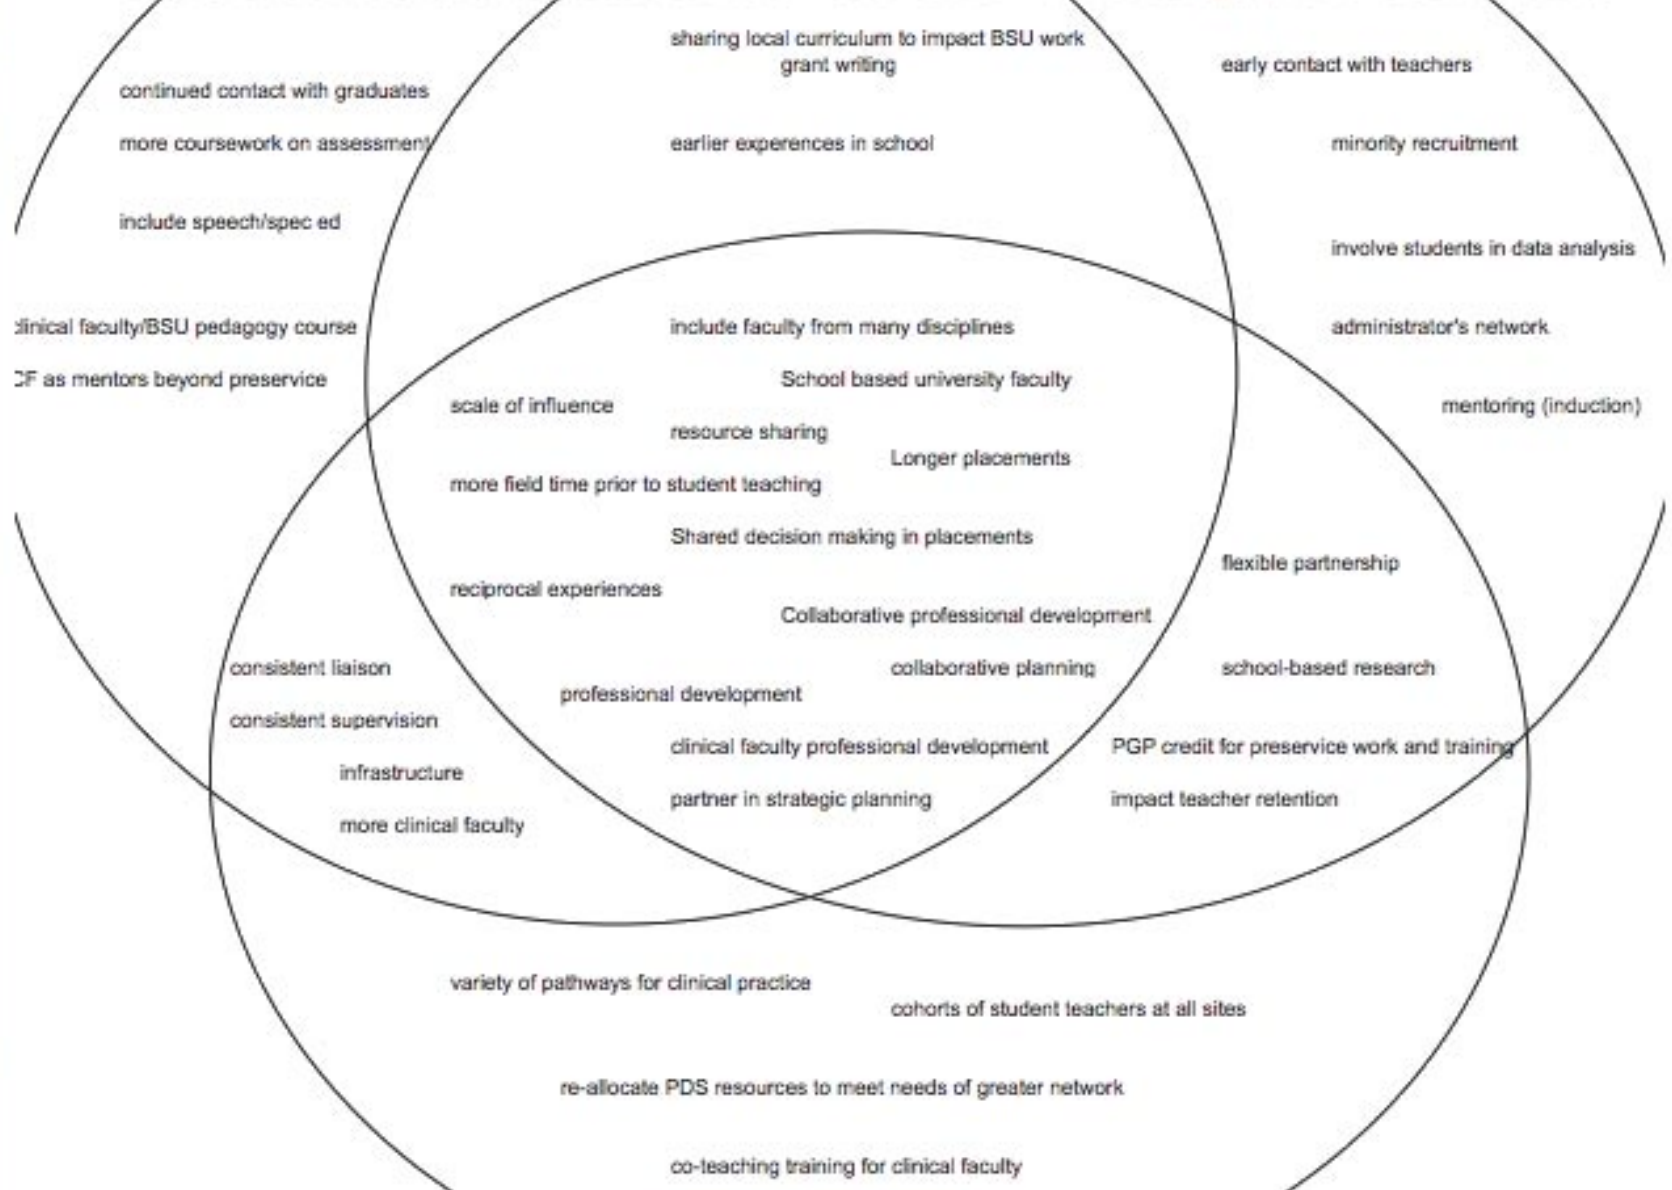 sharing local curriculum to impact BSU work
grant writing
early contact with teachers
continued contact with graduates
more coursework on assessment
earlier experences in school
minority recruitment
include speech/spec ed
involve students in data analysis
clinical faculty/BSU pedagogy course
include faculty from many disciplines
administrator's network
CF as mentors beyond preservice
School based university faculty
scale of influence
mentoring (induction)
resource sharing
Longer placements
more field time prior to student teaching
Shared decision making in placements
flexible partnership
reciprocal experiences
Collaborative professional development
consistent liaison
collaborative planning
school-based research
professional development
consistent supervision
clinical faculty professional development
PGP credit for preservice work and training
infrastructure
partner in strategic planning
impact teacher retention
more clinical faculty
variety of pathways for clinical practice
cohorts of student teachers at all sites
re-allocate PDS resources to meet needs of greater network
co-teaching training for clinical faculty